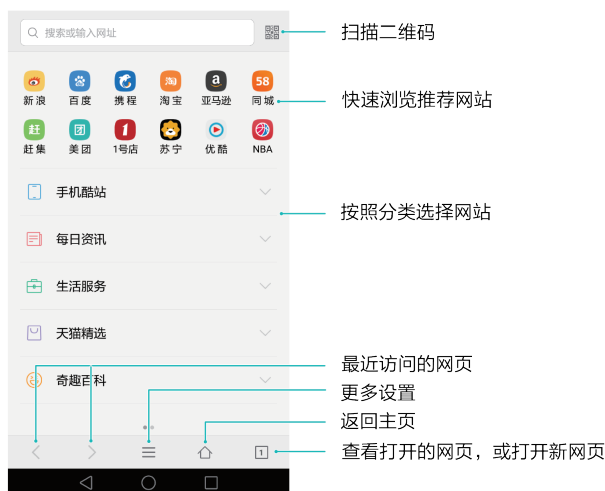 搜索或输入网址
扫描二维码
58
新浪 百度 携程 淘宝 亚马逊 同城
快速浏览推荐网站
赶 团 1
赶集 美团 1号店 苏宁 优酷 NBA
手机酷站
按照分类选择网站
每日资讯
生活服务
天猫精选
最近访问的网页
奇趣百科
更多设置
返回主页
1
查看打开的网页，或打开新网页